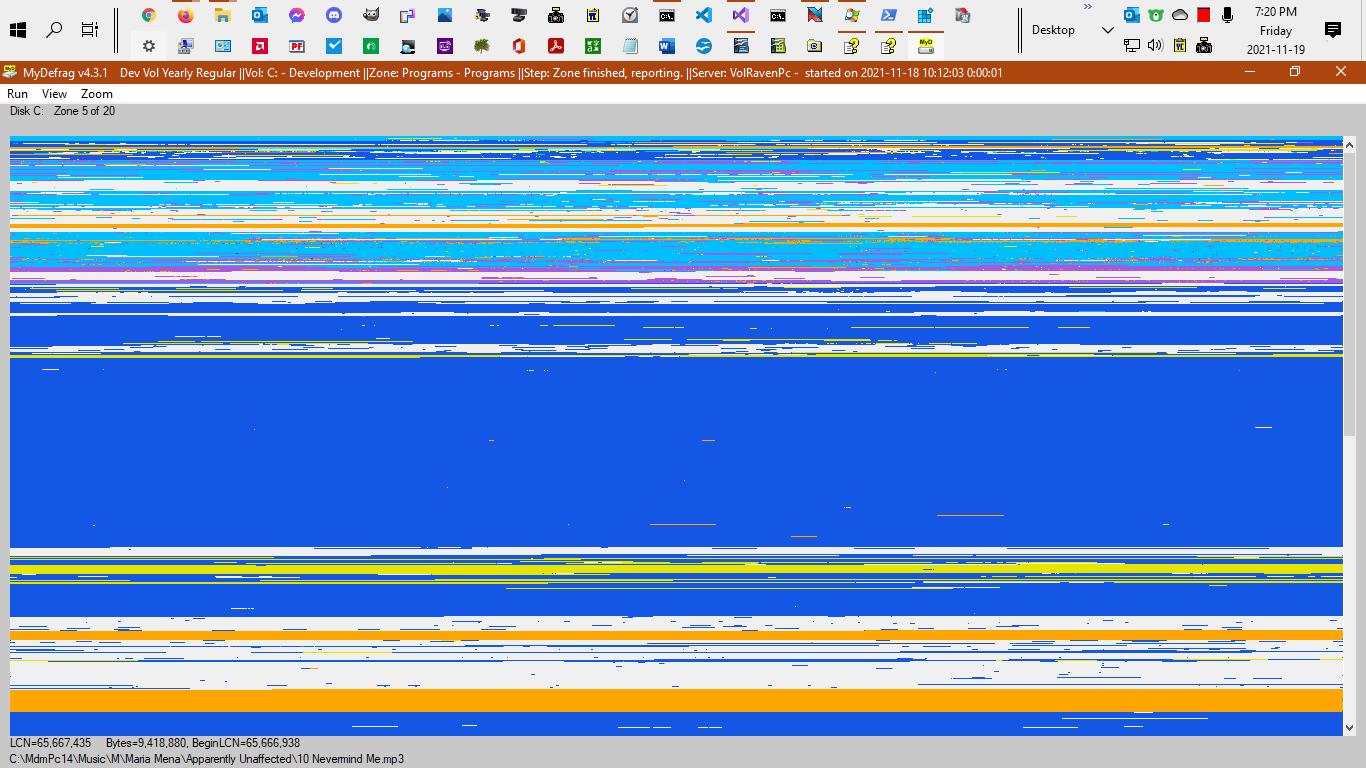 7:20 PM
Friday
2021-11-19
Desktop
MyDefrag v4.3.1 Dev Vol Yearly Regular ||Vol: C: - Development ||Zone: Programs - Programs ||Step: Zone finished, reporting. ||Server: VolRavenPc - started on 2021-11-18 10:12:03 0:00:01
Run View Zoom
Disk C: Zone 5 of 20
LCN=65,667,435 Bytes=9,418,880, BeginLCN=65,666,938
C:\MdmPc14\Music\M\Maria Mena\Apparently Unaffected\10 Nevermind Me.mp3